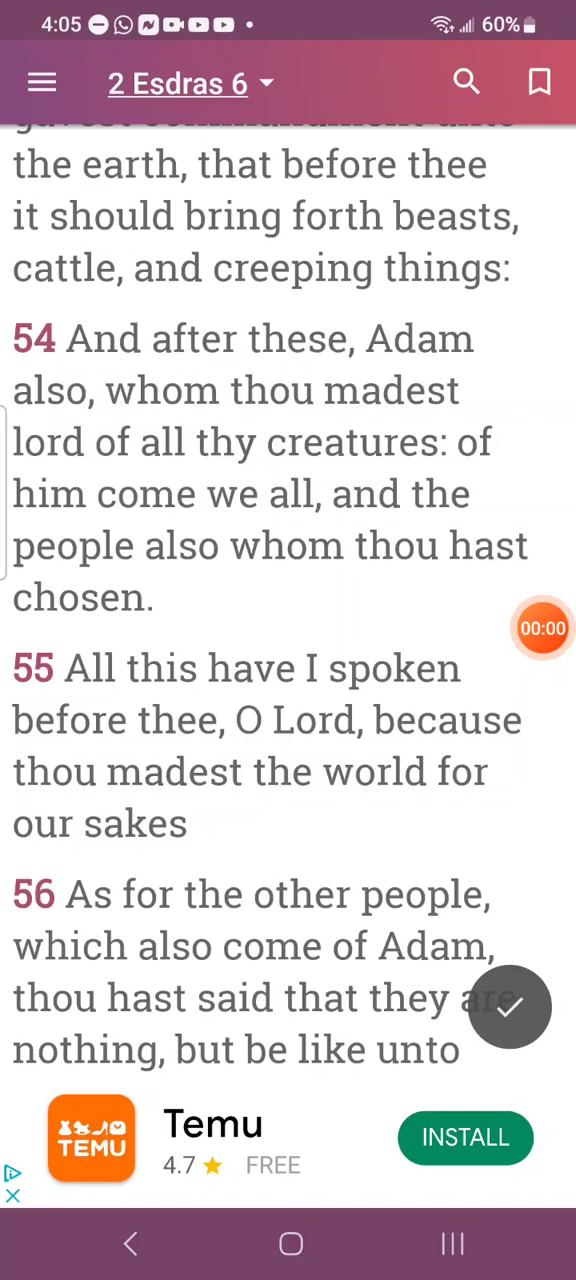 4:05 60%
2 Esdras 6
the earth, that before thee
it should bring forth beasts,
cattle, and creeping things:
54 And after these, Adam
also, whom thou madest
lord of all thy creatures: of
him come we all, and the
people also whom thou hast
chosen.
00:00
55 All this have I spoken
before thee, O Lord, because
thou madest the world for
our sakes
56 As for the other people,
which also come of Adam,
thou hast said that they are
nothing, but be like unto
TEMU
Temu
4.7 ★ FREE
INSTALL